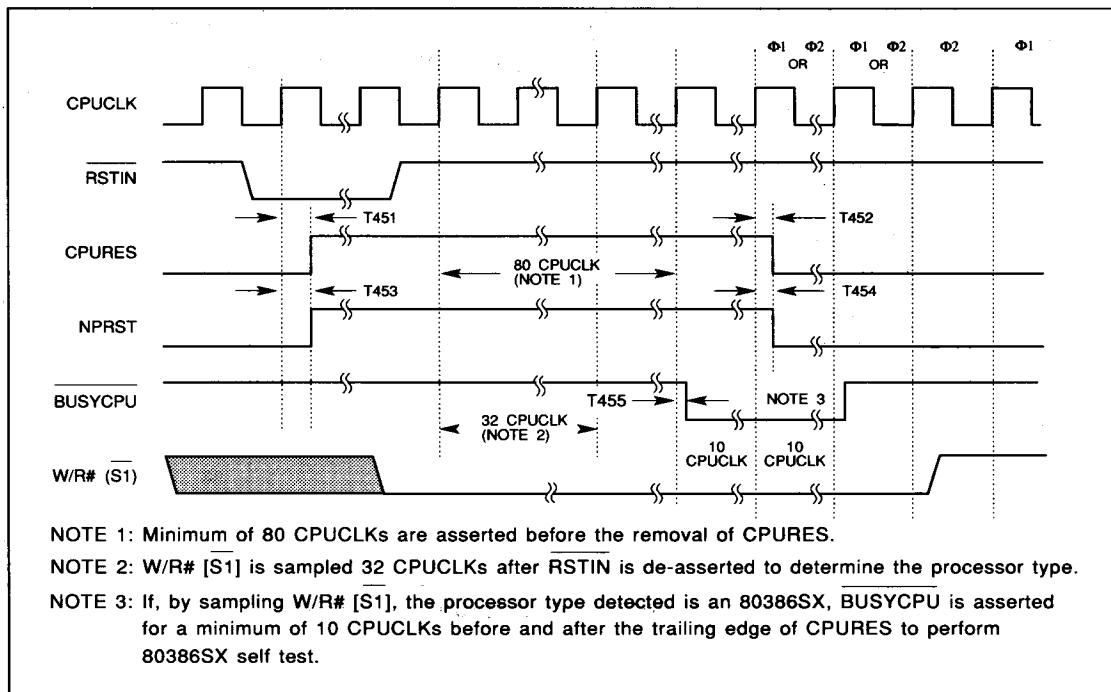 Φ1 Φ2 Φ1 Φ2 Φ2 Φ1
OR OR
CPUCLK
RSTIN
T451 T452
CPURES
80 CPUCLK
(NOTE 1)
T453 T454
NPRST
BUSYCPU
T455 NOTE 3
32 CPUCLK
(NOTE 2)
10 10
CPUCLK CPUCLK
W/R# (S1)
NOTE 1: Minimum of 80 CPUCLKs are asserted before the removal of CPURES.
NOTE 2: W/R# [S1] is sampled 32 CPUCLKs after RSTIN is de-asserted to determine the processor type.
NOTE 3: If, by sampling W/R# [S1], the processor type detected is an 80386SX, BUSYCPU is asserted
for a minimum of 10 CPUCLKs before and after the trailing edge of CPURES to perform
80386SX self test.